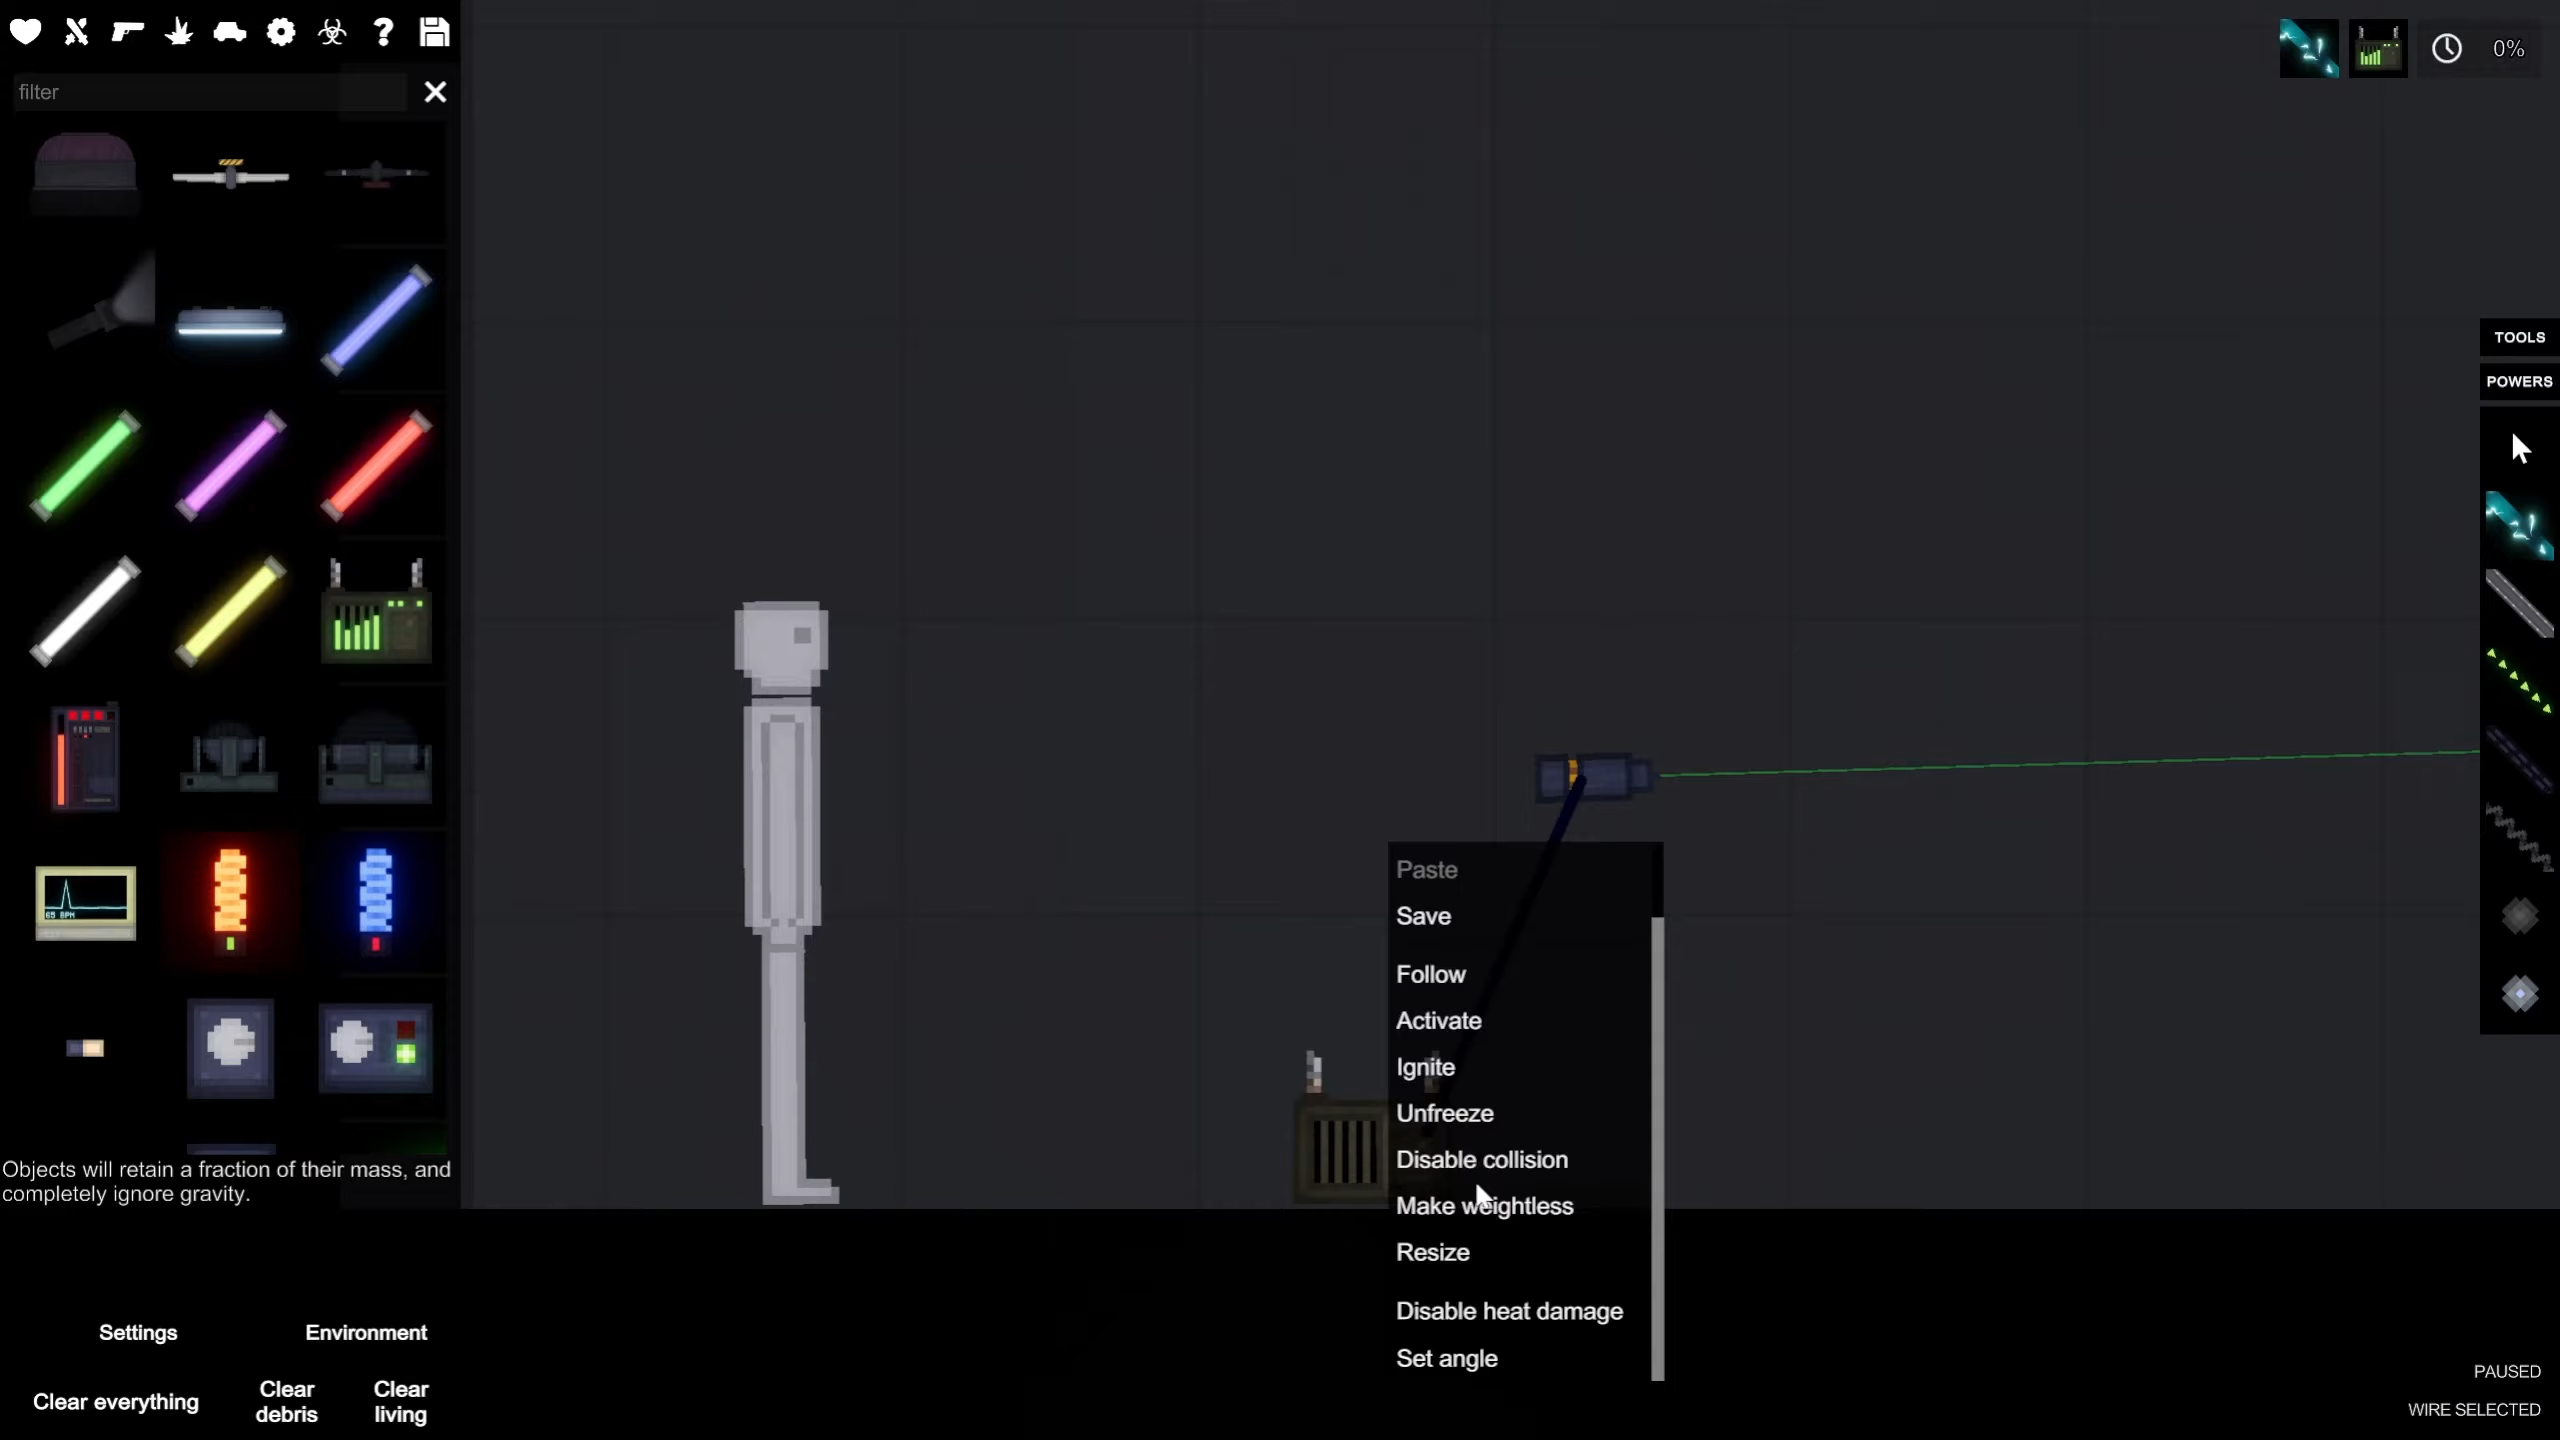 filter
0%
TOOLS
POWERS
65 BPM
Paste
Save
Follow
Activate
Ignite
Unfreeze
Disable collision
Make weightless
Resize
Disable heat damage
Set angle
Objects will retain a fraction of their mass, and
completely ignore gravity.
Settings
Environment
Clear everything
Clear
debris
Clear
living
PAUSED
WIRE SELECTED